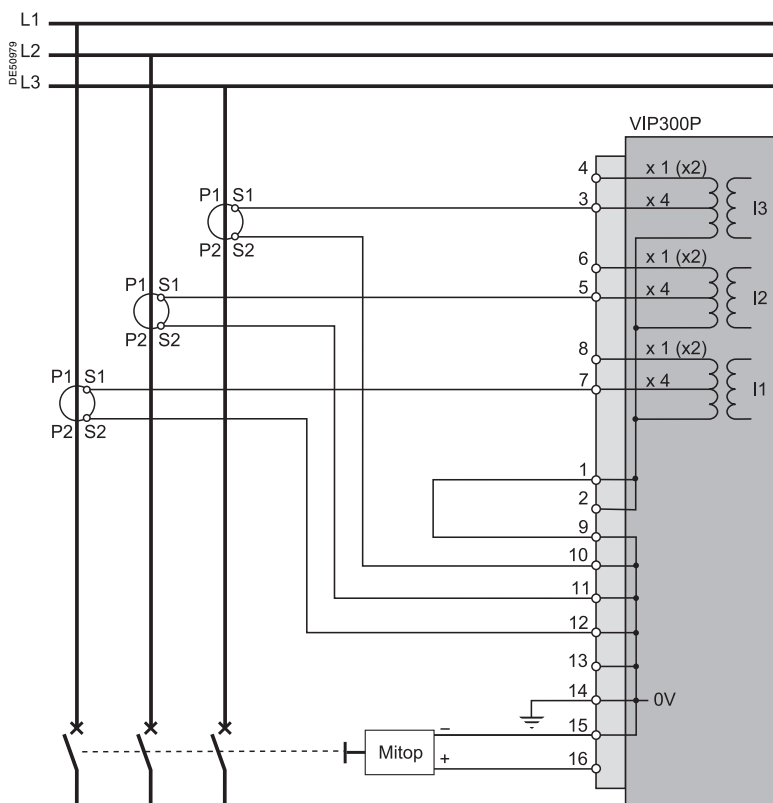 L1
DE50979
L2
L3
VIP300P
4 x 1 (x2)
P1 S1 3 x 4 I3
P2 S2
6 x 1 (x2)
P1 S1 5 x 4 I2
P2 S2
8 x 1 (x2)
P1 S1 7 x 4 I1
P2 S2
1
2
9
10
11
12
13
14 0V
– 15
Mitop
+ 16